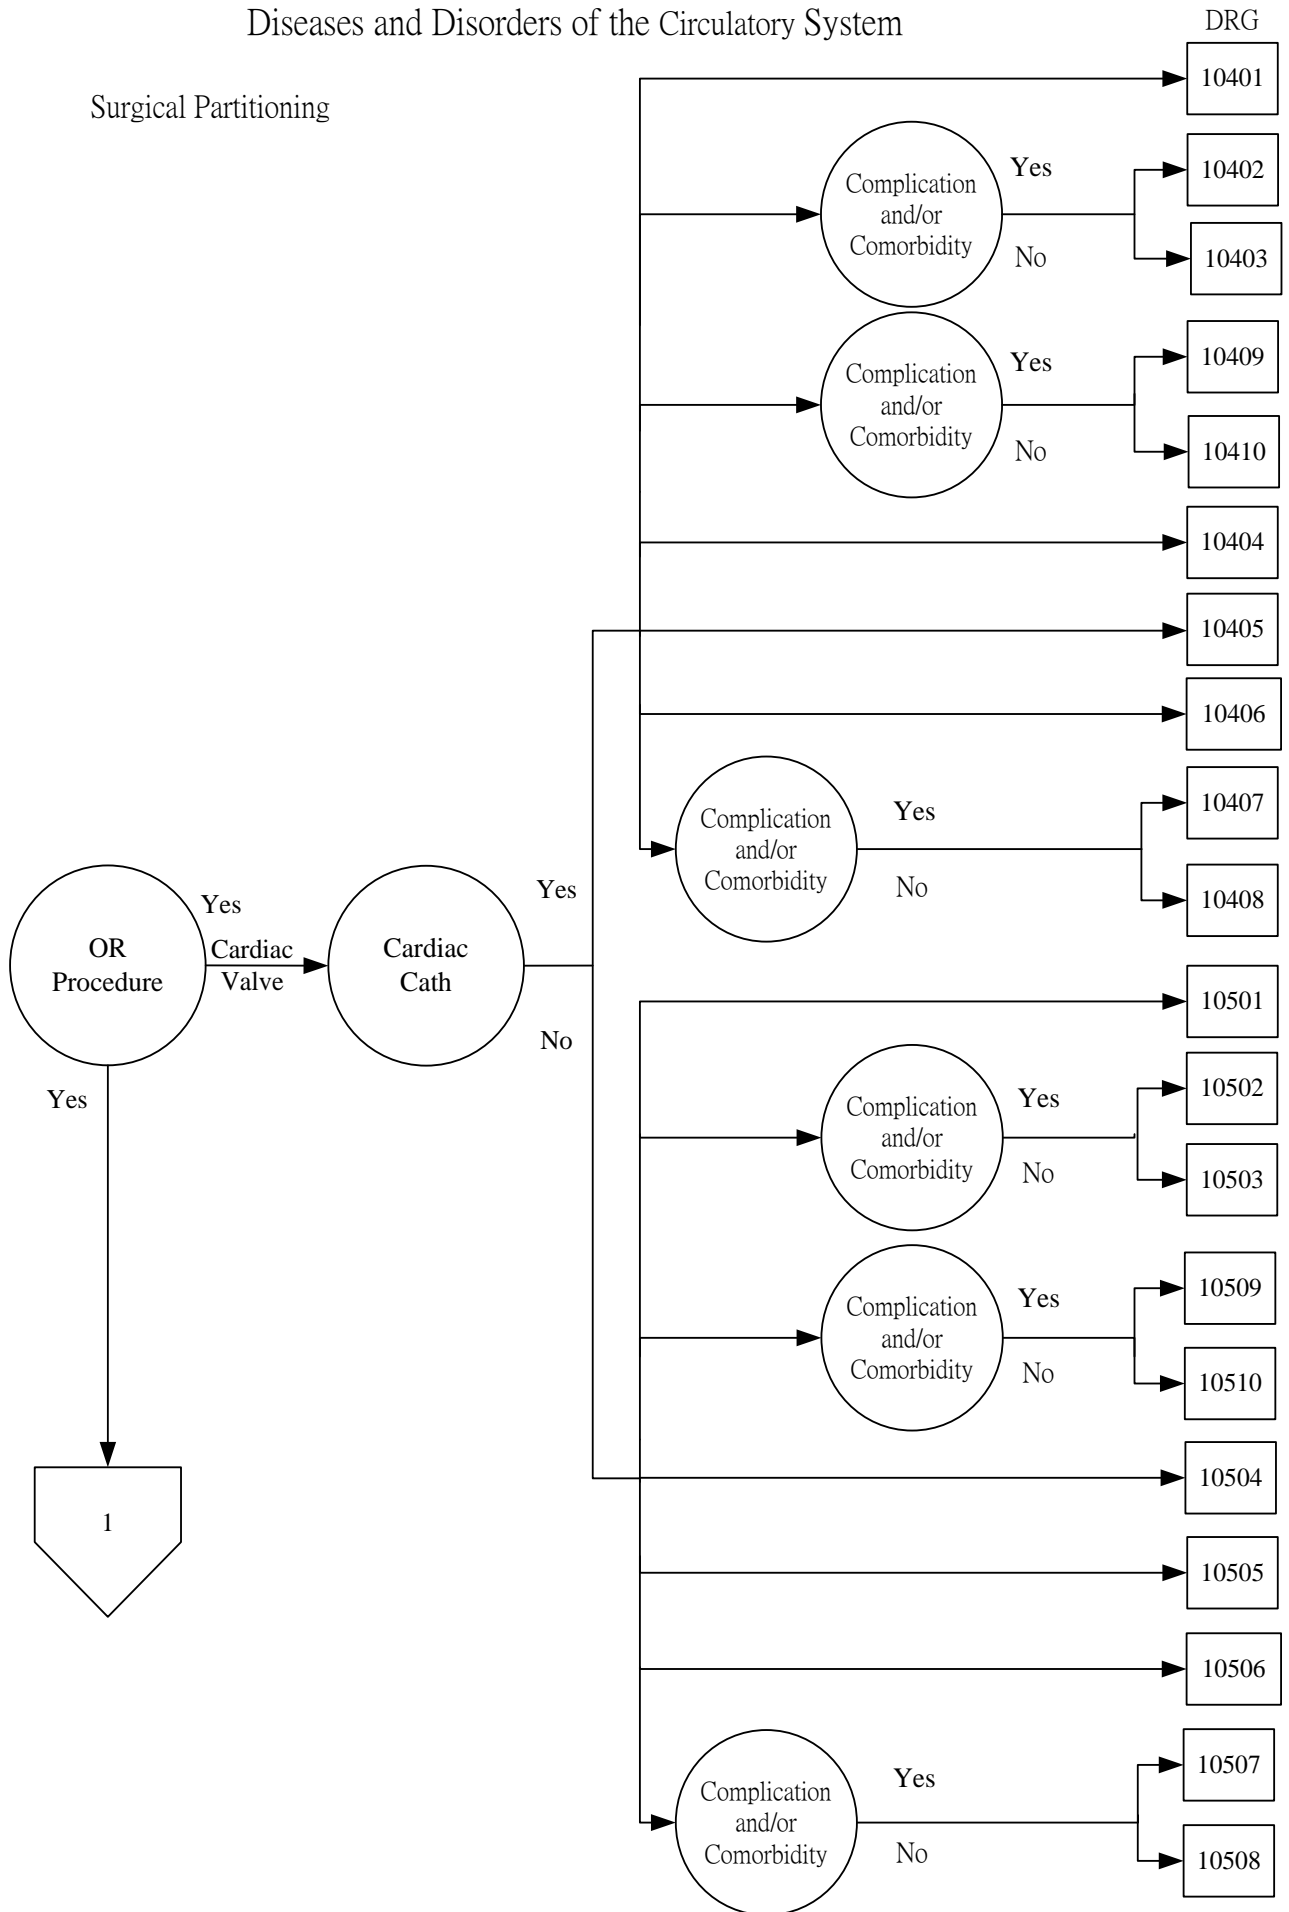 Diseases and Disorders of the Circulatory System
DRG
Surgical Partitioning
10401
Complication
and/or
Comorbidity
Yes
No
10402
10403
Complication
and/or
Comorbidity
Yes
No
10409
10410
10404
10405
10406
Complication
and/or
Comorbidity
Yes
No
10407
10408
OR
Procedure
Yes
Cardiac
Valve
Yes
1
Cardiac
Cath
Yes
No
10501
Complication
and/or
Comorbidity
Yes
No
10502
10503
Complication
and/or
Comorbidity
Yes
No
10509
10510
10504
10505
10506
Complication
and/or
Comorbidity
Yes
No
10507
10508